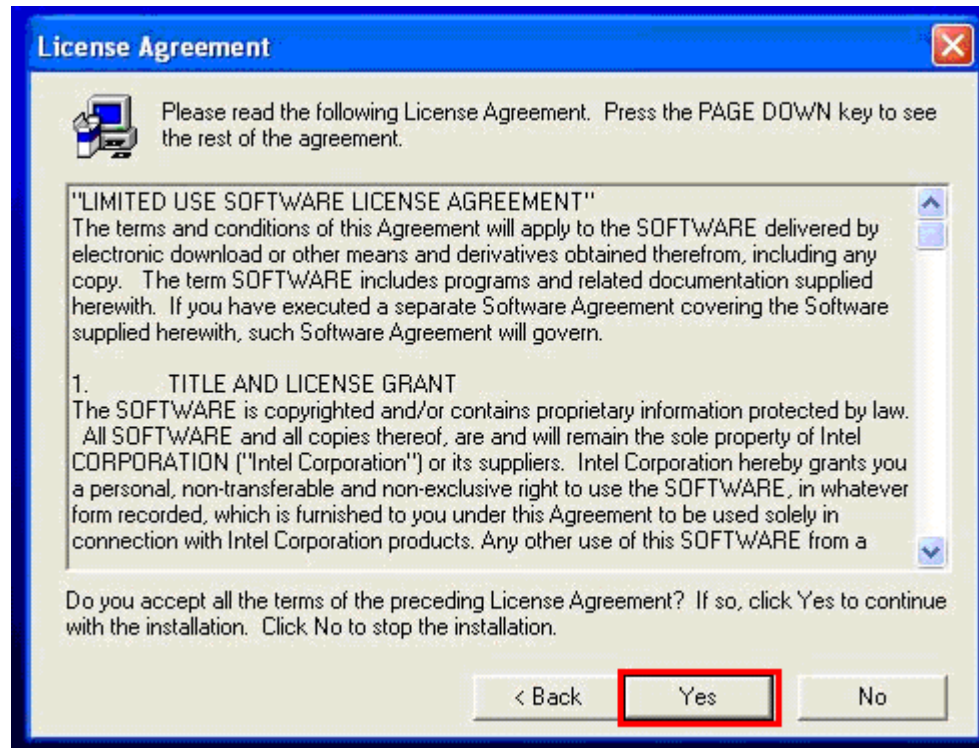 License Agreement
Please read the following License Agreement.  Press the PAGE DOWN key to see
the rest of the agreement.
"LIMITED USE SOFTWARE LICENSE AGREEMENT"
The terms and conditions of this Agreement will apply to the SOFTWARE delivered by
electronic download or other means and derivatives obtained therefrom, including any
copy.   The term SOFTWARE includes programs and related documentation supplied
herewith.  If you have executed a separate Software Agreement covering the Software
supplied herewith, such Software Agreement will govern.
1.          TITLE AND LICENSE GRANT
The SOFTWARE is copyrighted and/or contains proprietary information protected by law.
All SOFTWARE and all copies thereof, are and will remain the sole property of Intel
CORPORATION ("Intel Corporation") or its suppliers.  Intel Corporation hereby grants you
a personal, non-transferable and non-exclusive right to use the SOFTWARE, in whatever
form recorded, which is furnished to you under this Agreement to be used solely in
connection with Intel Corporation products. Any other use of this SOFTWARE from a
Do you accept all the terms of the preceding License Agreement?  If so, click Yes to continue
with the installation.  Click No to stop the installation.
< Back
Yes
No